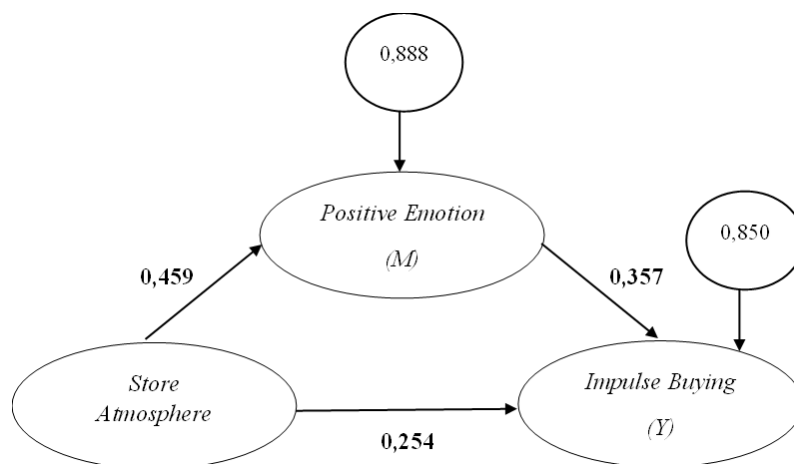 0,888
Positive Emotion
(M)
0,850
0,459
0,357
Store
Atmosphere
Impulse Buying
(Y)
0,254